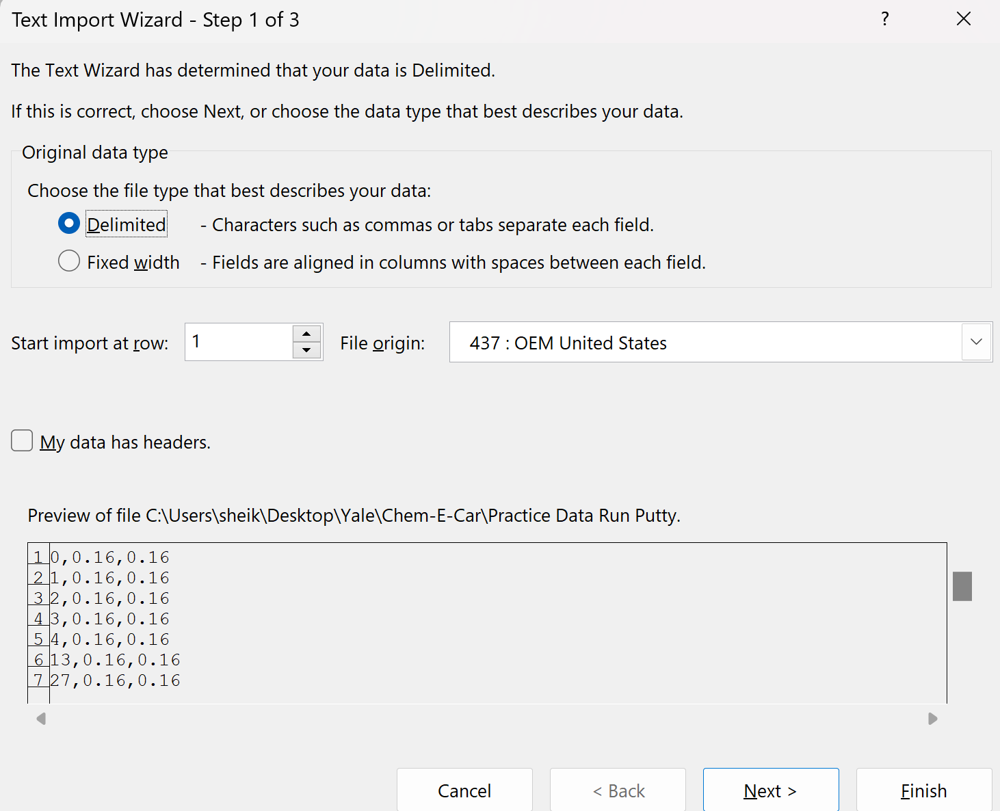 Text Import Wizard - Step 1 of 3 ?
The Text Wizard has determined that your data is Delimited.
If this is correct, choose Next, or choose the data type that best describes your data.
Original data type
Choose the file type that best describes your data:
Delimited - Characters such as commas or tabs separate each field.
Fixed width - Fields are aligned in columns with spaces between each field.
Start import at row: 1 File origin: 437 : OEM United States
My data has headers.
Preview of file C:\Users\sheik\Desktop\Yale\Chem-E-Car\Practice Data Run Putty.
1 0,0.16,0.16
2 1,0.16,0.16
3 2,0.16,0.16
4 3,0.16,0.16
5 4,0.16,0.16
6 13,0.16,0.16
7 27,0.16,0.16
Cancel < Back Next > Finish